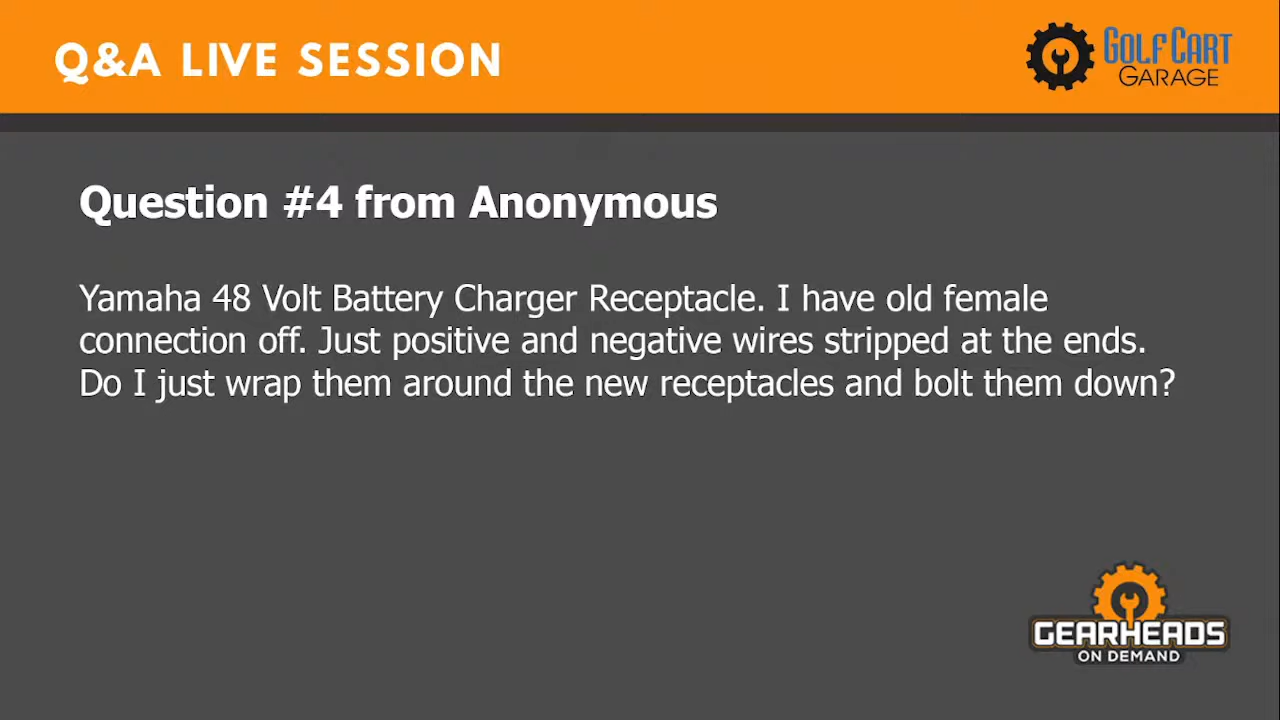 Q&A LIVE SESSION
GOLF CART
GARAGE
Question #4 from Anonymous
Yamaha 48 Volt Battery Charger Receptacle. I have old female
connection off. Just positive and negative wires stripped at the ends.
Do I just wrap them around the new receptacles and bolt them down?
GEARHEADS
ON DEMAND